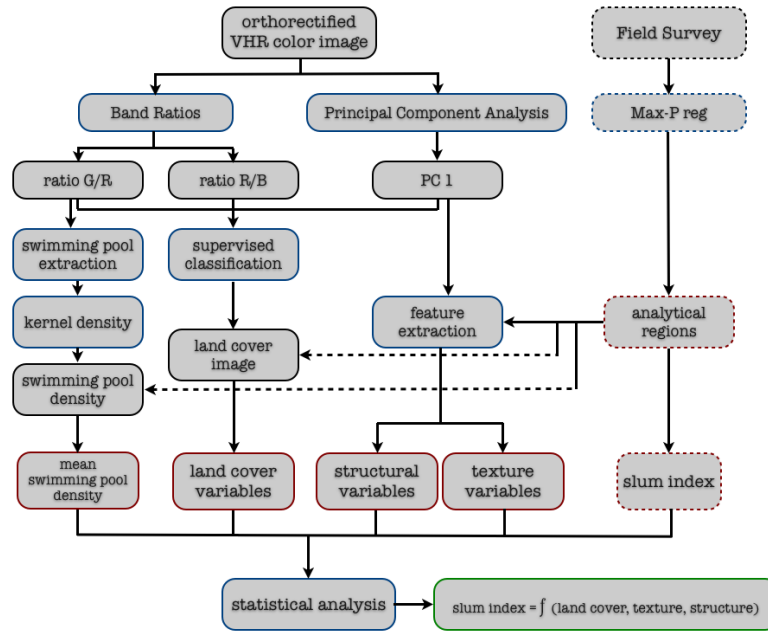 orthorectified
VHR color image
Field Survey
Band Ratios
Principal Component Analysis
Max-P reg
ratio G/R
ratio R/B
PC 1
swimming pool
extraction
supervised
classification
kernel density
feature
extraction
analytical
regions
land cover
image
swimming pool
density
mean
swimming pool
density
land cover
variables
structural
variables
texture
variables
slum index
statistical analysis
slum index = f (land cover, texture, structure)